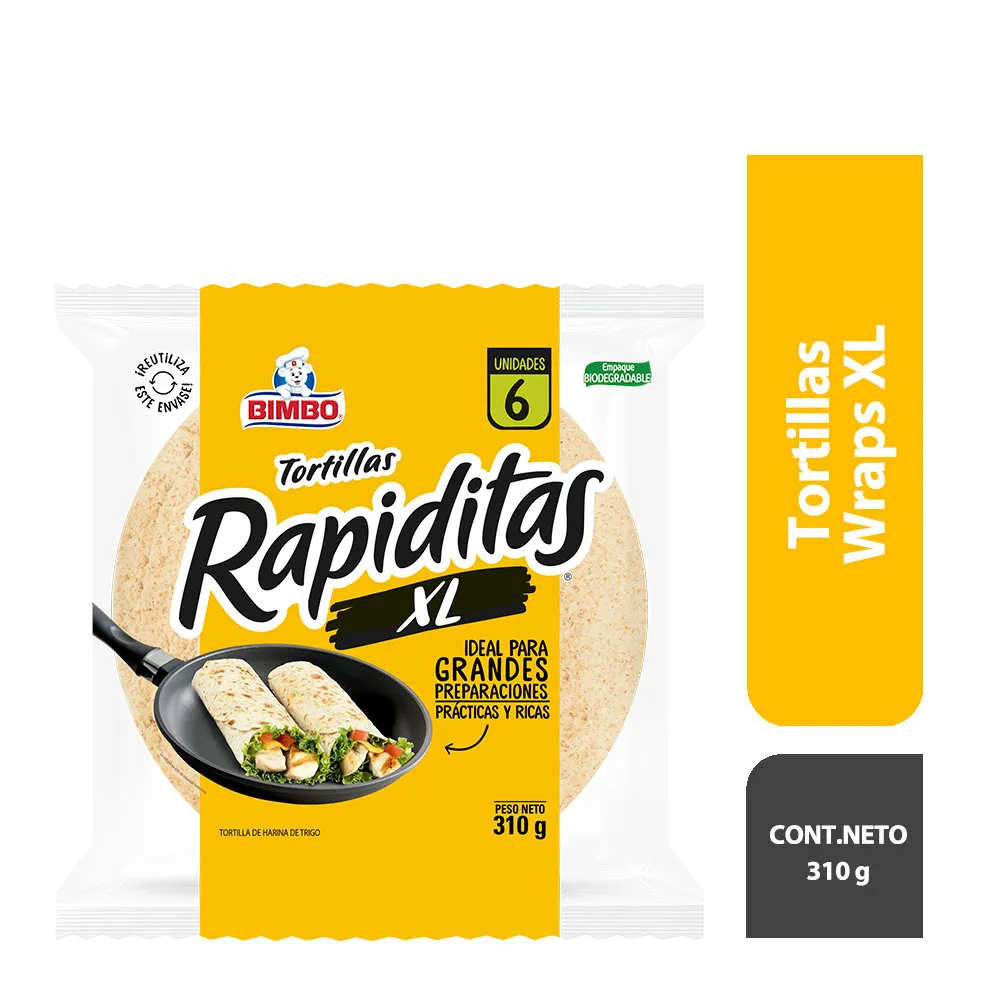 ¡REUTILIZA
ESTE ENVASE!
BIMBO
UNIDADES
6
Empaque
BIODEGRADABLE
Tortillas
Rapiditas
XL
IDEAL PARA
GRANDES
PREPARACIONES
PRÁCTICAS Y RICAS
TORTILLA DE HARINA DE TRIGO
PESO NETO
310 g
Tortillas
Wraps XL
CONT.NETO
310 g